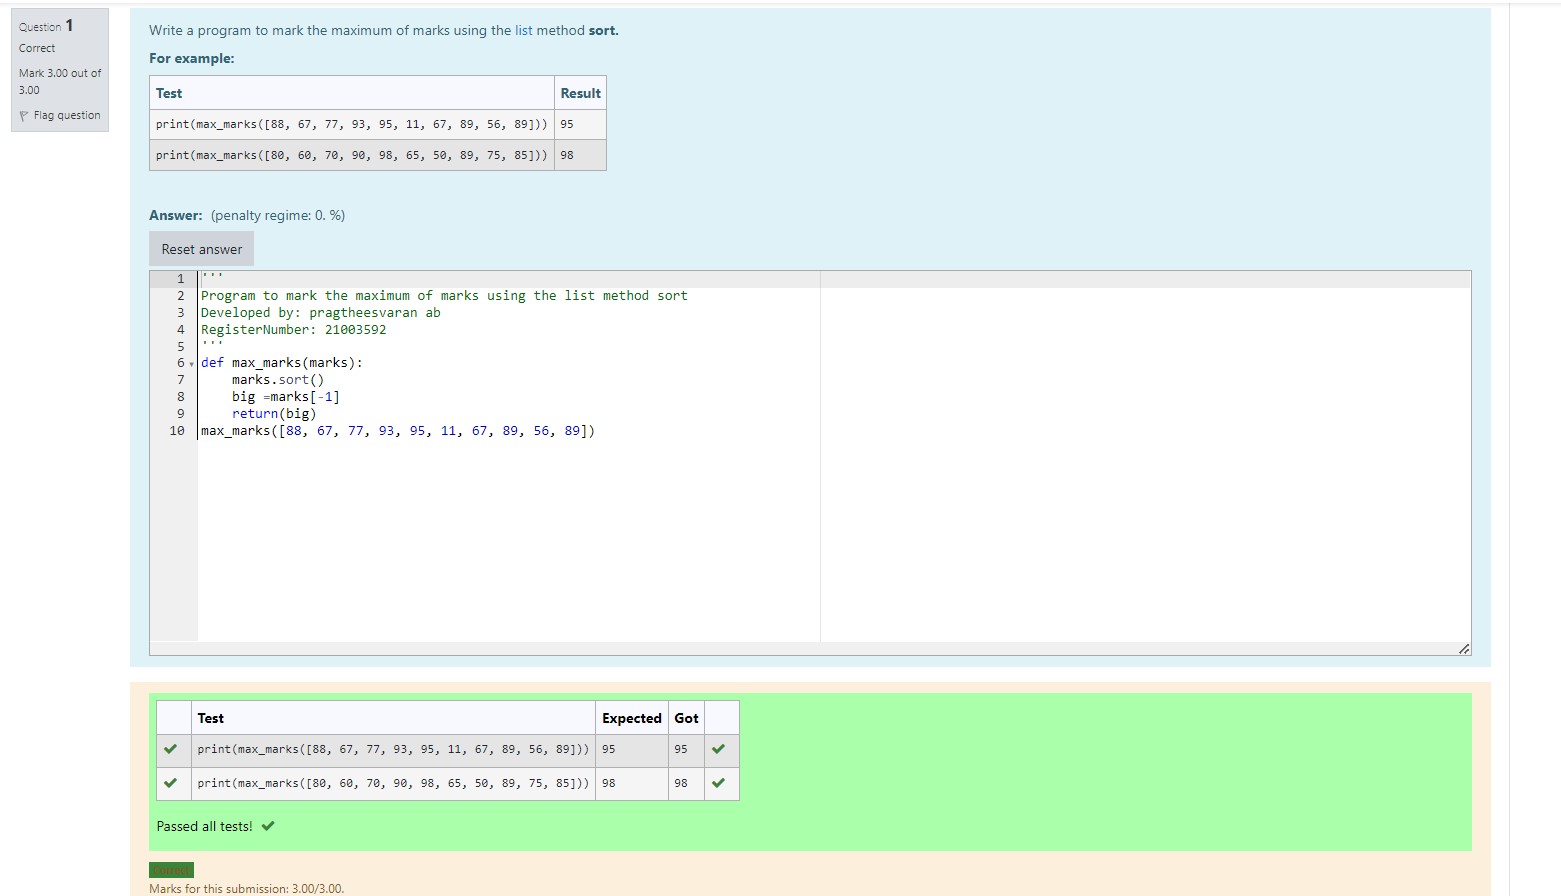 Question 1
Correct
Mark 3.00 out of
3.00
Flag question
Write a program to mark the maximum of marks using the list method sort.
For example:
Test Result
print(max_marks([88, 67, 77, 93, 95, 11, 67, 89, 56, 89])) 95
print(max_marks([80, 60, 70, 90, 98, 65, 50, 89, 75, 85])) 98
Answer: (penalty regime: 0. %)
Reset answer
1 '''
2 Program to mark the maximum of marks using the list method sort
3 Developed by: pragtheesvaran ab
4 RegisterNumber: 21003592
5 '''
6 def max_marks(marks):
7     marks.sort()
8     big =marks[-1]
9     return(big)
10 max_marks([88, 67, 77, 93, 95, 11, 67, 89, 56, 89])
Test Expected Got
print(max_marks([88, 67, 77, 93, 95, 11, 67, 89, 56, 89])) 95 95
print(max_marks([80, 60, 70, 90, 98, 65, 50, 89, 75, 85])) 98 98
Passed all tests!
Correct
Marks for this submission: 3.00/3.00.